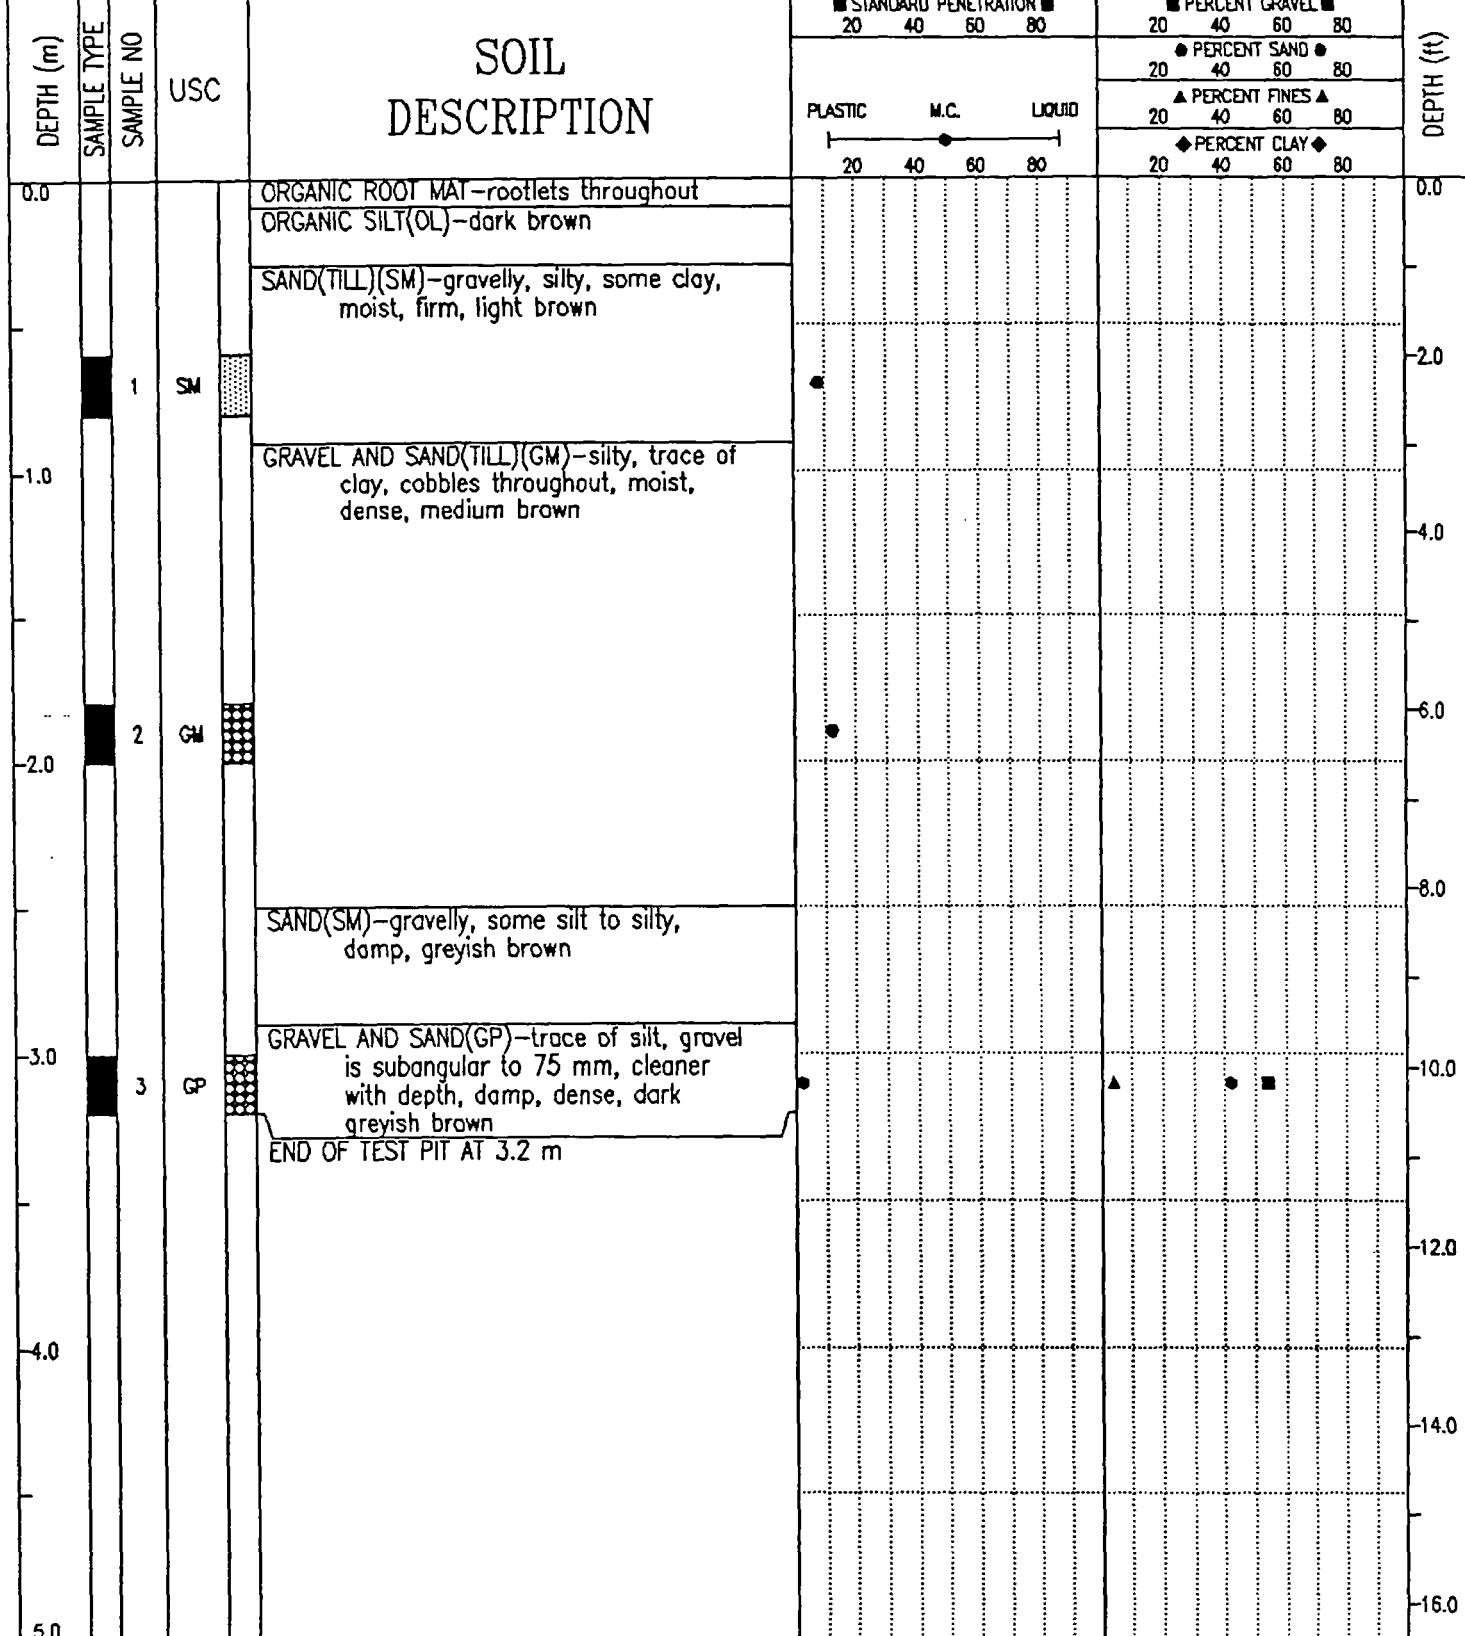 DEPTH (m)
SAMPLE TYPE
SAMPLE NO
USC
SOIL
DESCRIPTION
■ STANDARD PENETRATION ■
20 40 60 80
PLASTIC M.C. LIQUID
20 40 60 80
■ PERCENT GRAVEL ■
20 40 60 80
● PERCENT SAND ●
20 40 60 80
▲ PERCENT FINES ▲
20 40 60 80
◆ PERCENT CLAY ◆
20 40 60 80
DEPTH (ft)
0.0
ORGANIC ROOT MAT-rootlets throughout
0.0
ORGANIC SILT(OL)-dark brown
SAND(TILL)(SM)-gravelly, silty, some clay,
moist, firm, light brown
2.0
1 SM
GRAVEL AND SAND(TILL)(GM)-silty, trace of
1.0
clay, cobbles throughout, moist,
dense, medium brown
4.0
6.0
2 GM
2.0
8.0
SAND(SM)-gravelly, some silt to silty,
damp, greyish brown
GRAVEL AND SAND(GP)-trace of silt, gravel
3.0
is subangular to 75 mm, cleaner
10.0
3 GP
with depth, damp, dense, dark
greyish brown
END OF TEST PIT AT 3.2 m
12.0
4.0
14.0
16.0
5.0